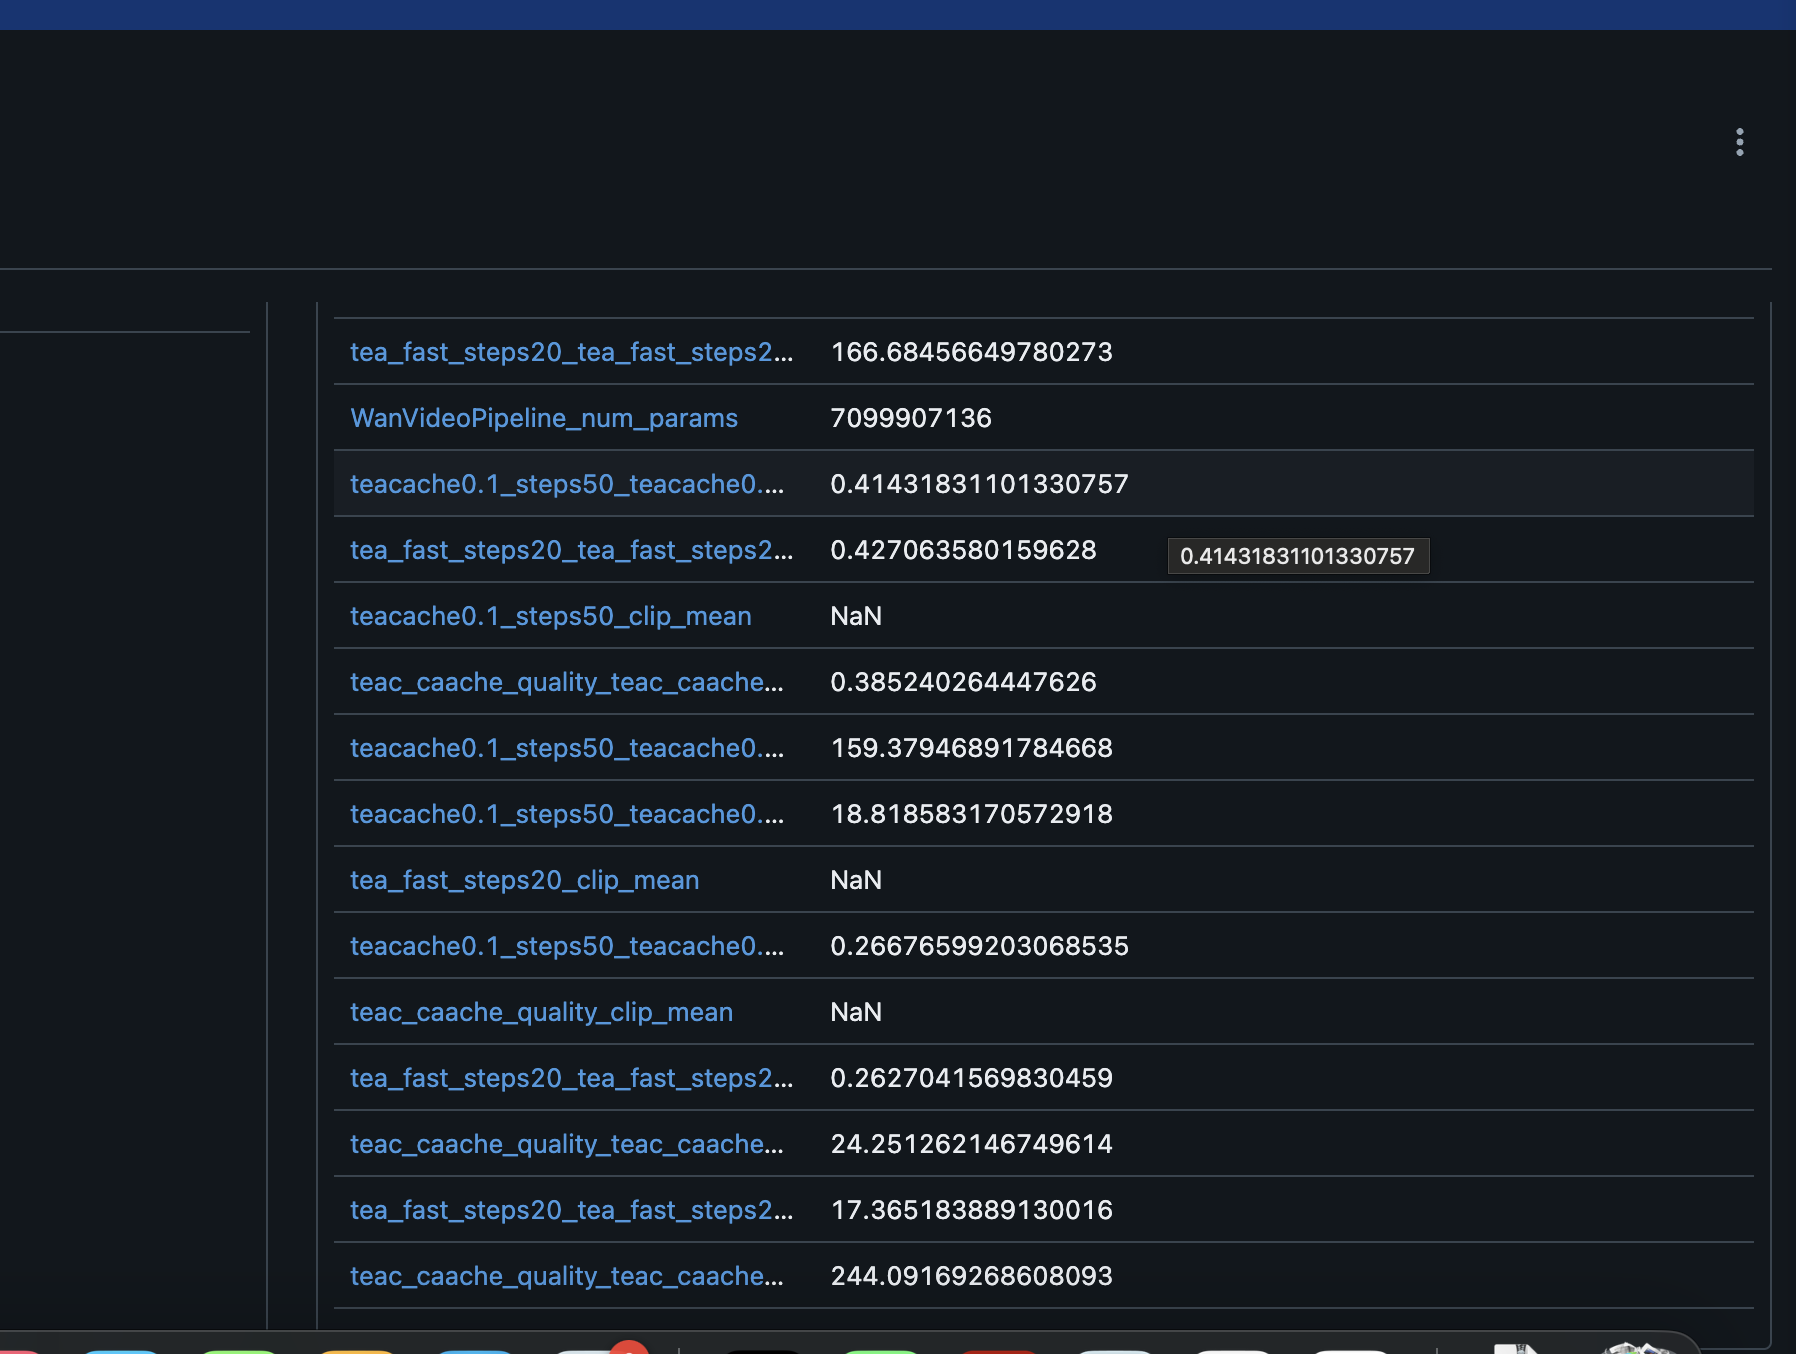 tea_fast_steps20_tea_fast_steps2... 166.68456649780273
WanVideoPipeline_num_params 7099907136
teacache0.1_steps50_teacache0.... 0.41431831101330757
tea_fast_steps20_tea_fast_steps2... 0.427063580159628
0.41431831101330757
teacache0.1_steps50_clip_mean NaN
teac_caache_quality_teac_caache... 0.385240264447626
teacache0.1_steps50_teacache0.... 159.37946891784668
teacache0.1_steps50_teacache0.... 18.818583170572918
tea_fast_steps20_clip_mean NaN
teacache0.1_steps50_teacache0.... 0.26676599203068535
teac_caache_quality_clip_mean NaN
tea_fast_steps20_tea_fast_steps2... 0.2627041569830459
teac_caache_quality_teac_caache... 24.251262146749614
tea_fast_steps20_tea_fast_steps2... 17.365183889130016
teac_caache_quality_teac_caache... 244.09169268608093